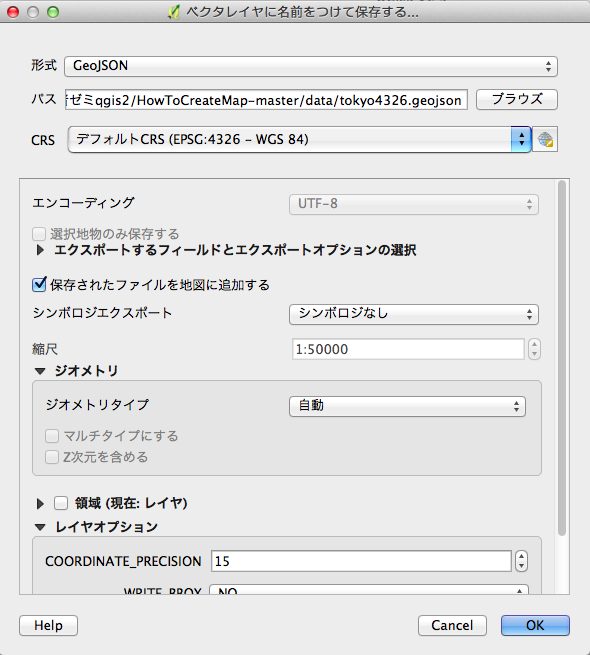 ベクタレイヤに名前をつけて保存する...
形式 GeoJSON
パス ゼミqgis2/HowToCreateMap-master/data/tokyo4326.geojson ブラウズ
CRS デフォルトCRS (EPSG:4326 - WGS 84)
エンコーディング UTF-8
選択地物のみ保存する
エクスポートするフィールドとエクスポートオプションの選択
保存されたファイルを地図に追加する
シンボロジエクスポート シンボロジなし
縮尺 1:50000
ジオメトリ
ジオメトリタイプ 自動
マルチタイプにする
Z次元を含める
領域 (現在: レイヤ)
レイヤオプション
COORDINATE_PRECISION 15
WRITE_BBOX NO
Help Cancel OK